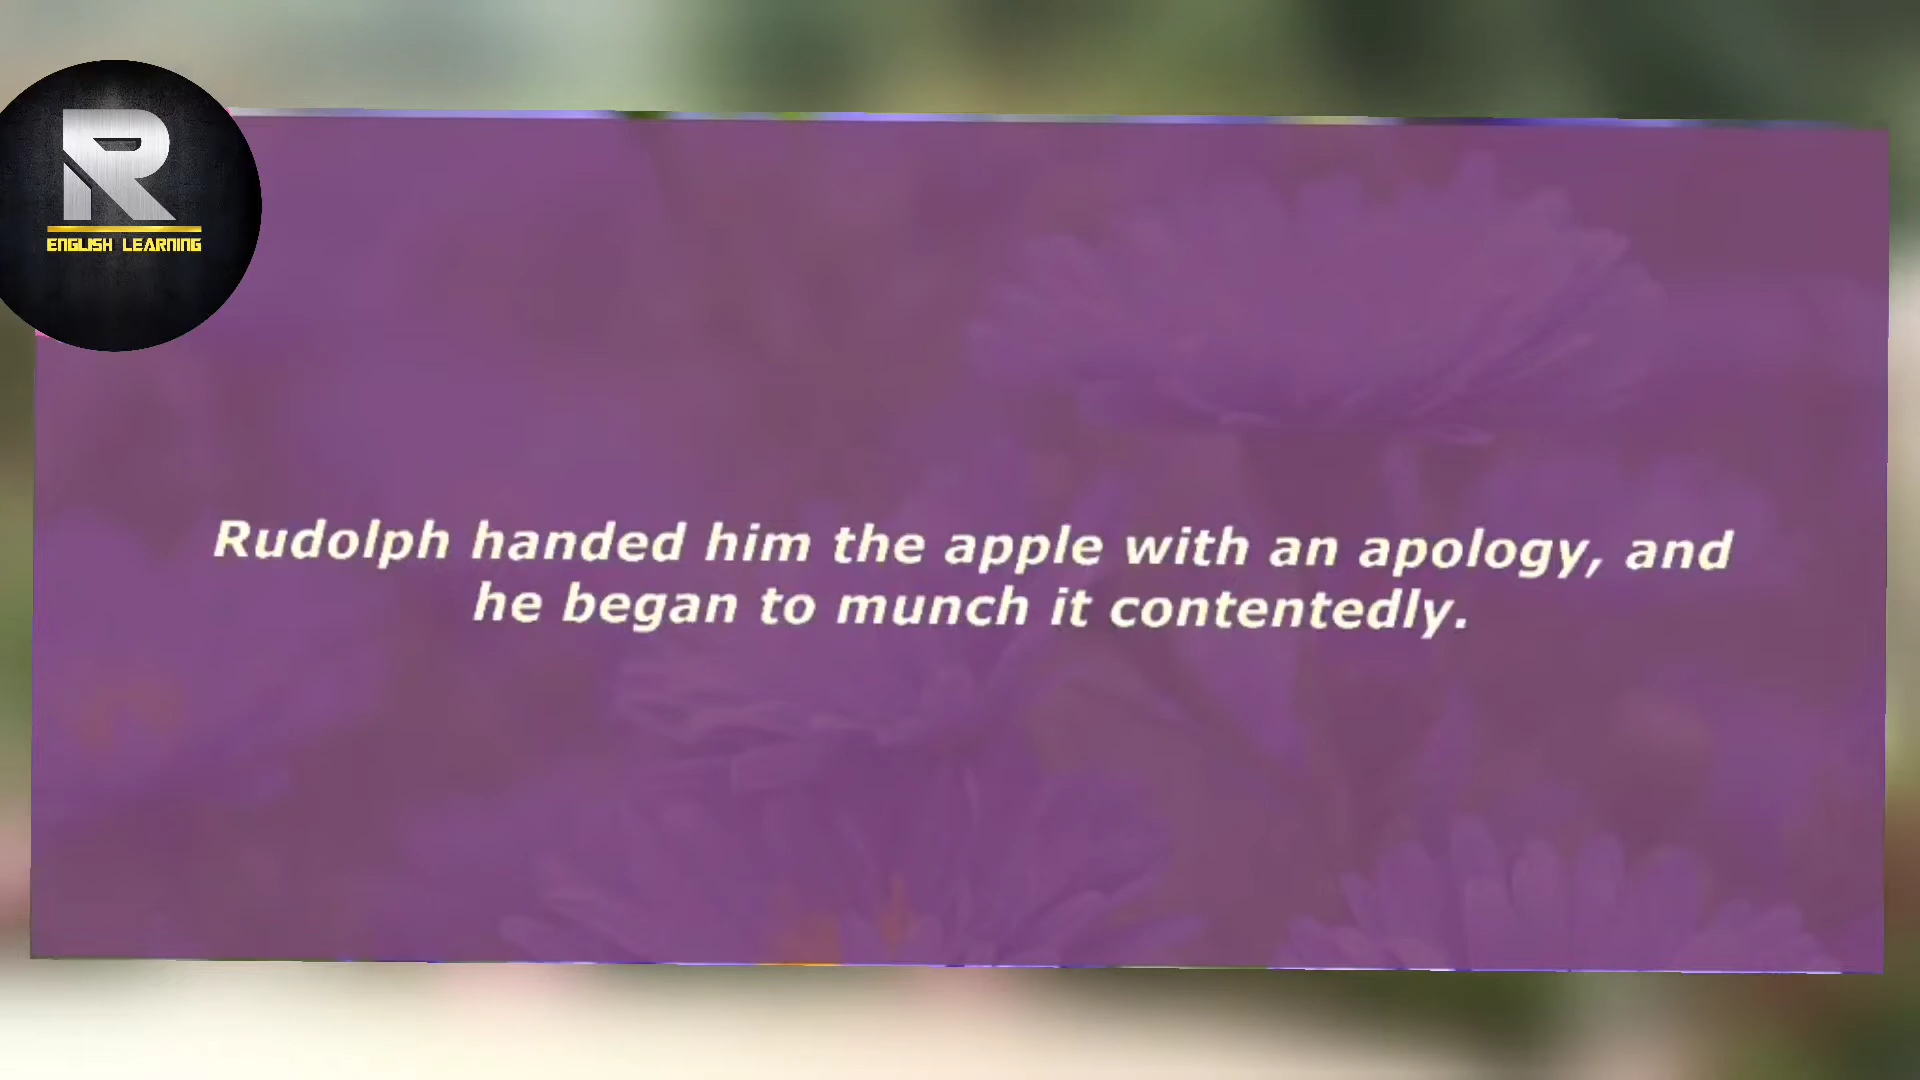 R
ENGLISH LEARNING
Rudolph handed him the apple with an apology, and
he began to munch it contentedly.